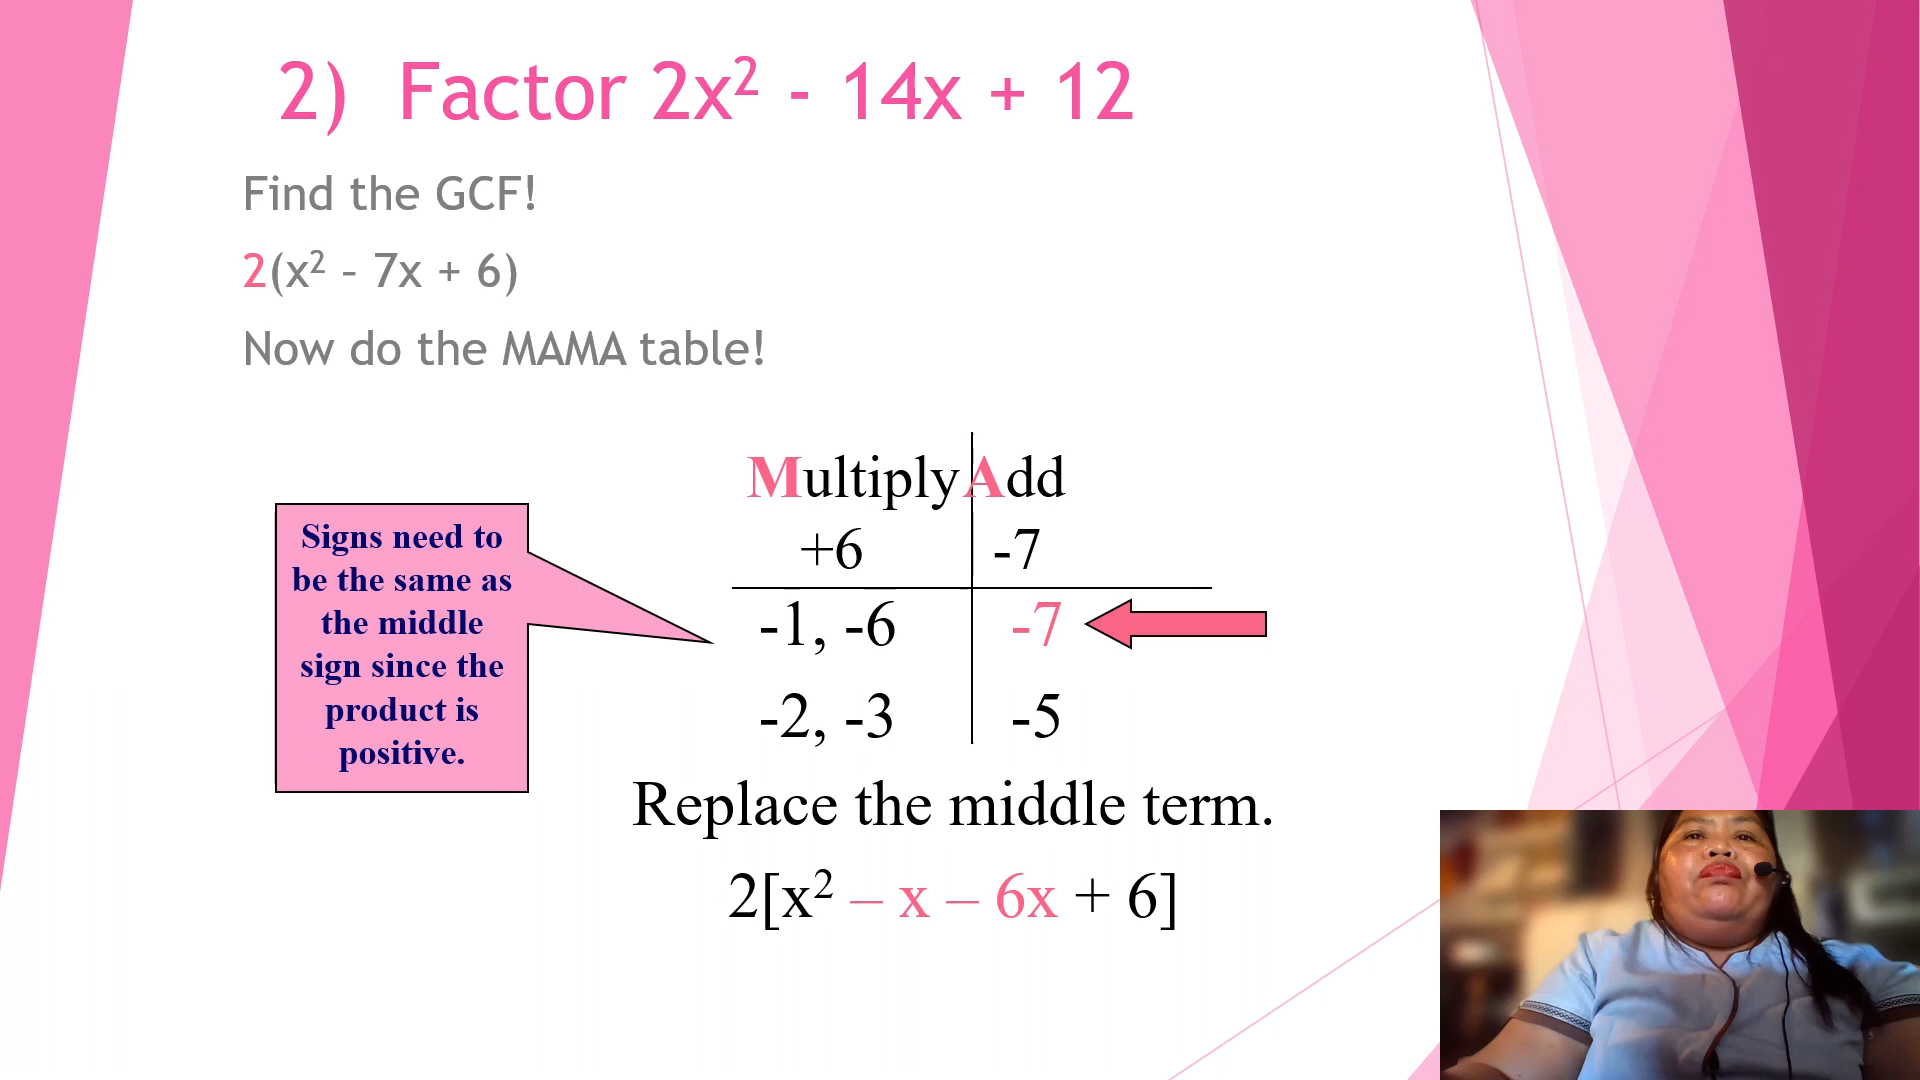 2) Factor 2x² - 14x + 12
Find the GCF!
2(x² – 7x + 6)
Now do the MAMA table!
Multiply Add
+6 -7
-1, -6 -7
-2, -3 -5
Signs need to
be the same as
the middle
sign since the
product is
positive.
Replace the middle term.
2[x² – x – 6x + 6]